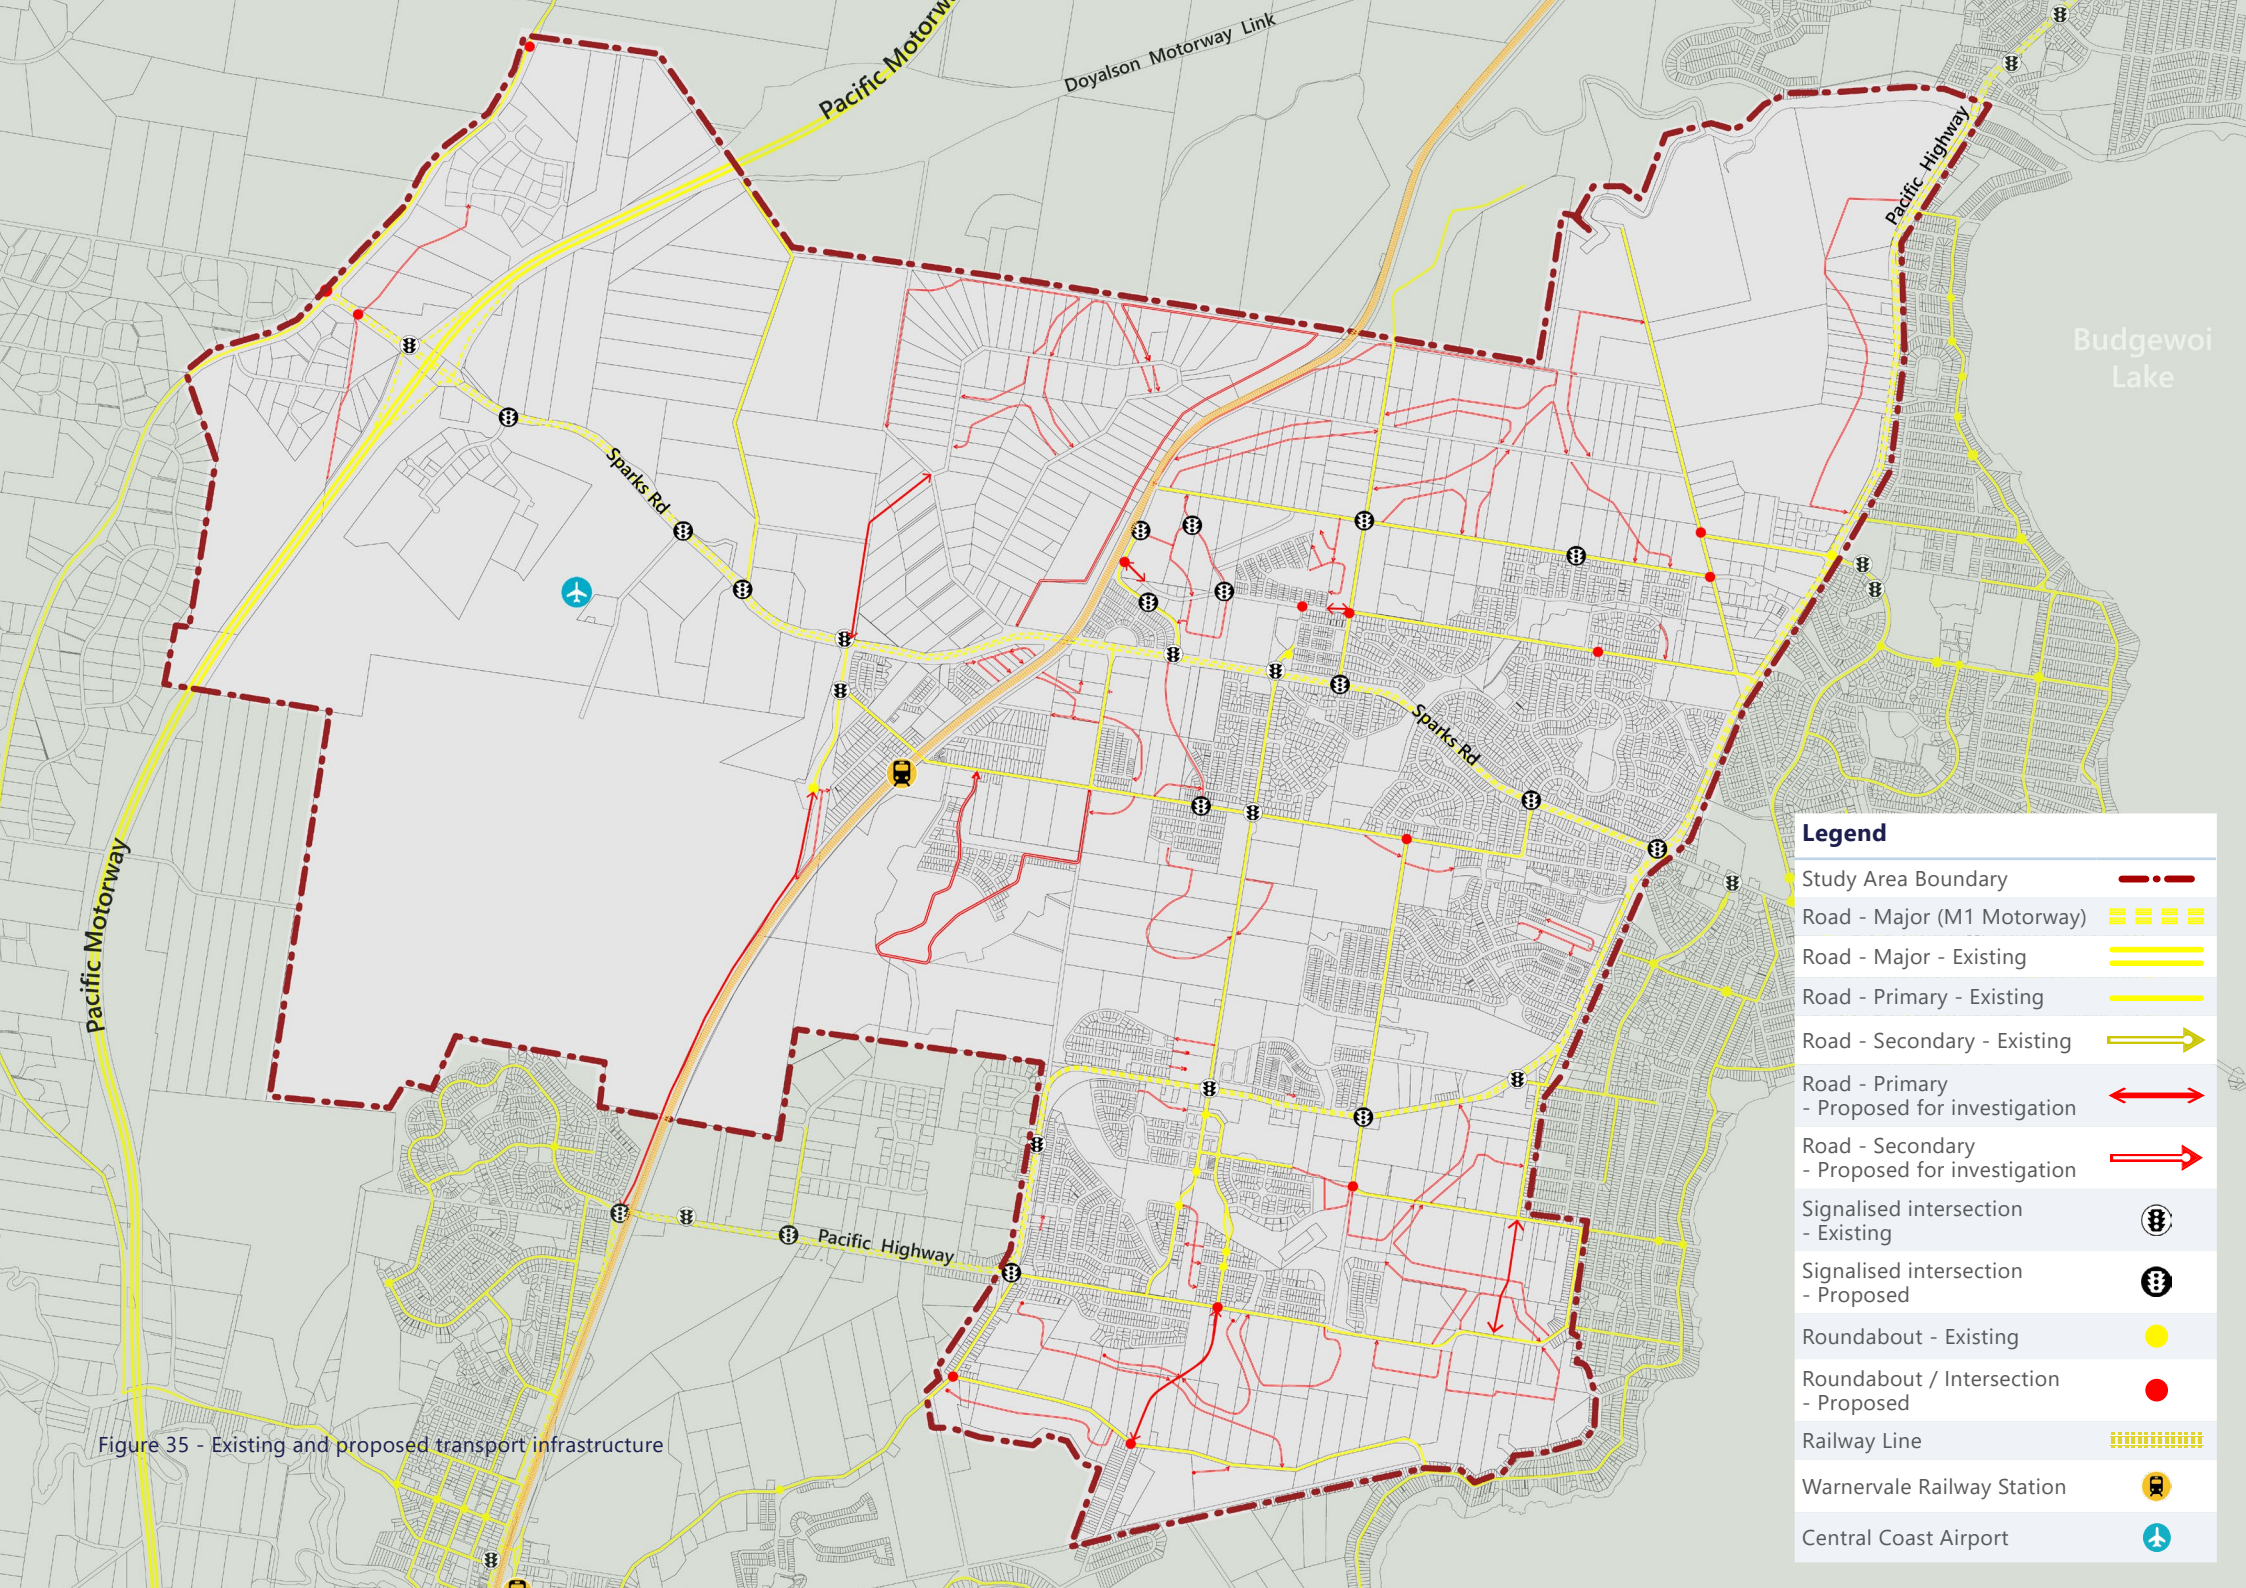 Pacific Motorway
Doyalson Motorway Link
Pacific Highway
Budgewoi
Lake
Sparks Rd
Sparks Rd
Pacific Motorway
Pacific Highway
Figure 35 - Existing and proposed transport infrastructure
Legend
Study Area Boundary
Road - Major (M1 Motorway)
Road - Major - Existing
Road - Primary - Existing
Road - Secondary - Existing
Road - Primary
- Proposed for investigation
Road - Secondary
- Proposed for investigation
Signalised intersection
- Existing
Signalised intersection
- Proposed
Roundabout - Existing
Roundabout / Intersection
- Proposed
Railway Line
Warnervale Railway Station
Central Coast Airport